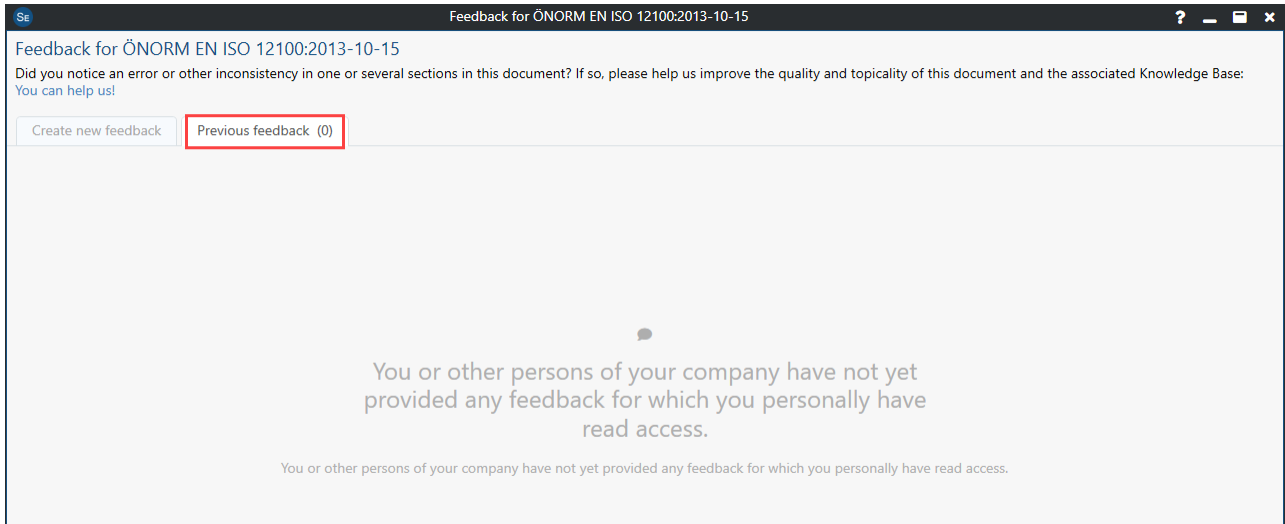 SE Feedback for ÖNORM EN ISO 12100:2013-10-15 ?
Feedback for ÖNORM EN ISO 12100:2013-10-15
Did you notice an error or other inconsistency in one or several sections in this document? If so, please help us improve the quality and topicality of this document and the associated Knowledge Base:
You can help us!
Create new feedback Previous feedback (0)
You or other persons of your company have not yet
provided any feedback for which you personally have
read access.
You or other persons of your company have not yet provided any feedback for which you personally have read access.